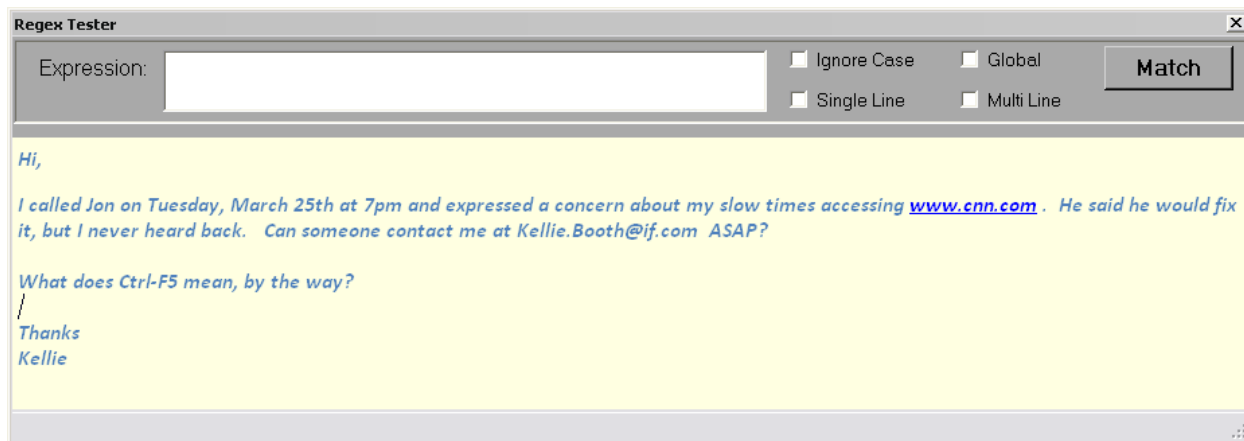 Regex Tester
Expression:
Ignore Case
Global
Single Line
Multi Line
Match
Hi,
I called Jon on Tuesday, March 25th at 7pm and expressed a concern about my slow times accessing www.cnn.com .  He said he would fix
it, but I never heard back.   Can someone contact me at Kellie.Booth@if.com  ASAP?
What does Ctrl-F5 mean, by the way?
Thanks
Kellie